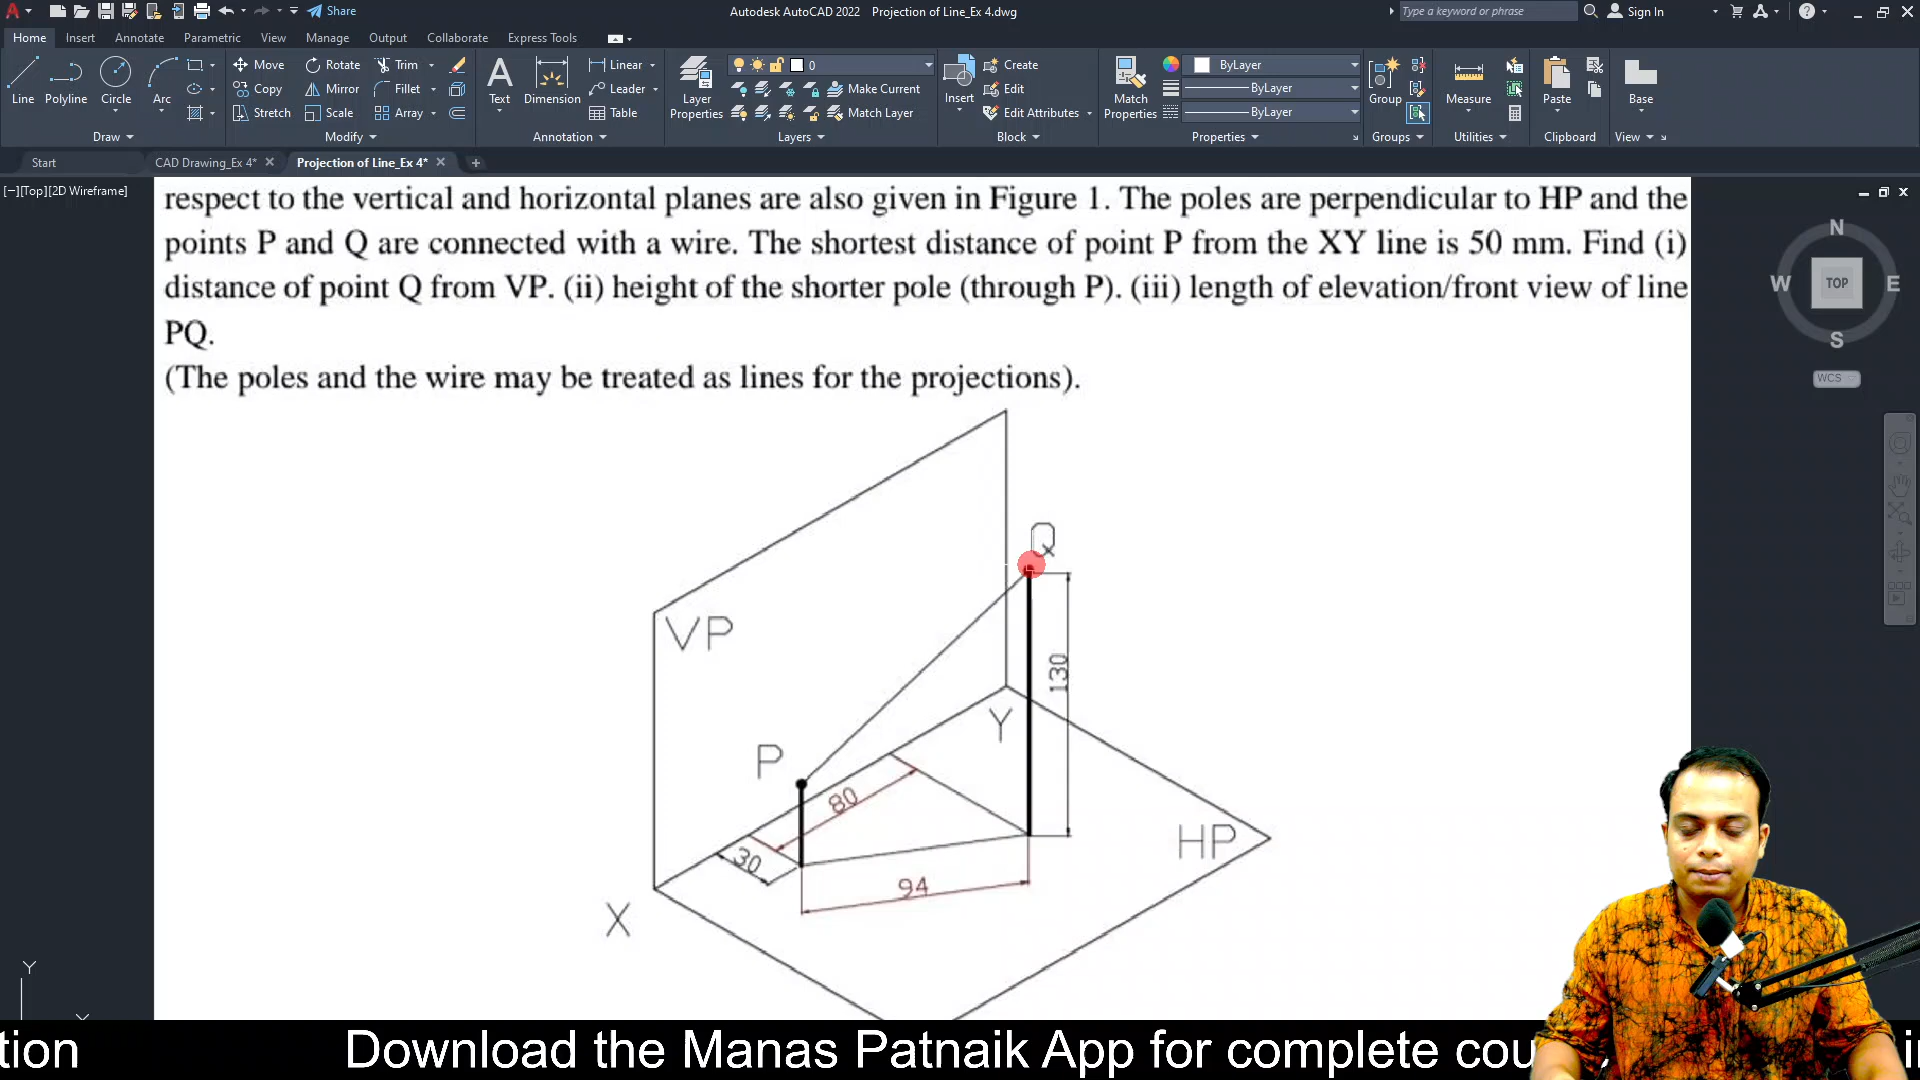 Share
Autodesk AutoCAD 2022 Projection of Line_Ex 4.dwg
Type a keyword or phrase
Sign In
Home Insert Annotate Parametric View Manage Output Collaborate Express Tools
Line Polyline Circle Arc
Move Rotate Trim
Copy Mirror Fillet
Stretch Scale Array
Draw Modify
Text Dimension
Linear
Leader
Table
Annotation
Layer Properties
0
Make Current
Match Layer
Layers
Insert
Create
Edit
Edit Attributes
Block
Match Properties
ByLayer
ByLayer
ByLayer
Properties
Group
Groups
Measure
Utilities
Paste
Clipboard
Base
View
Start CAD Drawing_Ex 4* Projection of Line_Ex 4*
[−][Top][2D Wireframe]
respect to the vertical and horizontal planes are also given in Figure 1. The poles are perpendicular to HP and the
points P and Q are connected with a wire. The shortest distance of point P from the XY line is 50 mm. Find (i)
distance of point Q from VP. (ii) height of the shorter pole (through P). (iii) length of elevation/front view of line
PQ.
(The poles and the wire may be treated as lines for the projections).
N
W TOP E
S
WCS
Q
VP
130
Y
P
80
HP
30
94
X
Y
tion Download the Manas Patnaik App for complete cou